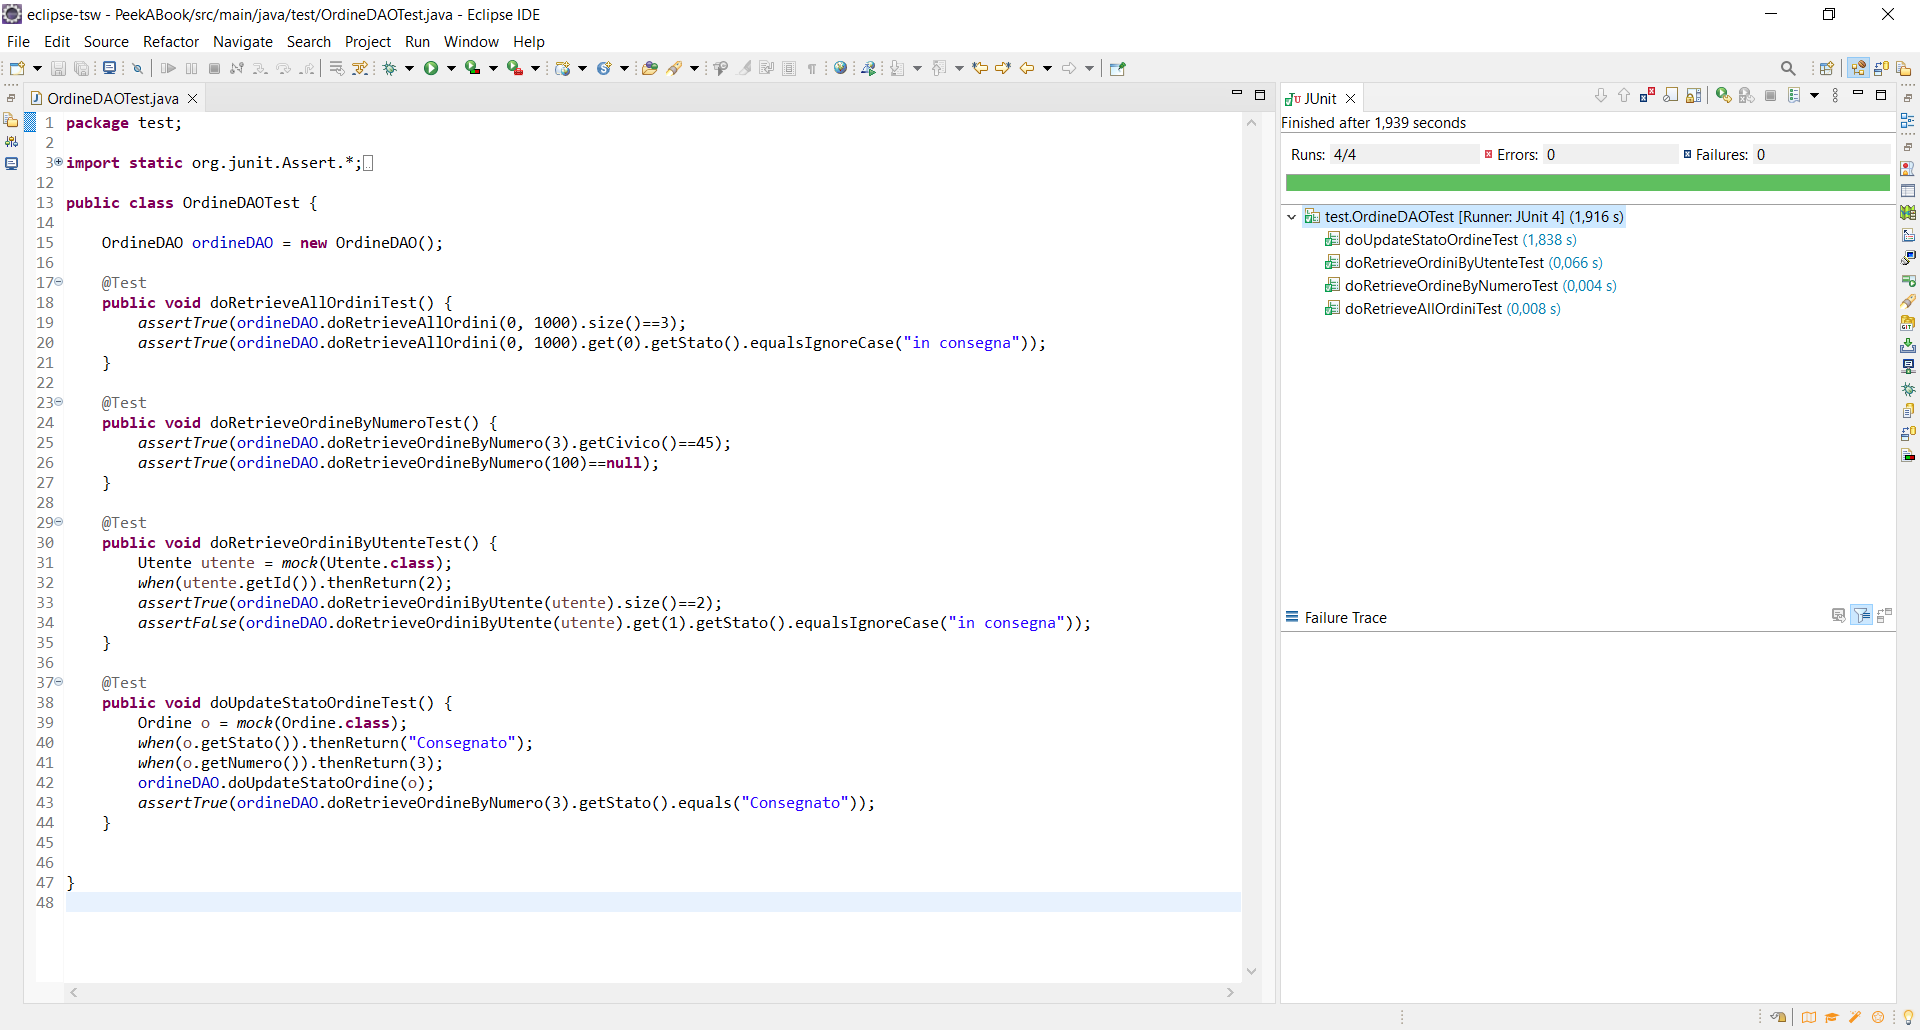 eclipse-tsw - PeekABook/src/main/java/test/OrdineDAOTest.java - Eclipse IDE
File Edit Source Refactor Navigate Search Project Run Window Help
OrdineDAOTest.java
1 package test;
2
3 import static org.junit.Assert.*;
12
13 public class OrdineDAOTest {
14
15 OrdineDAO ordineDAO = new OrdineDAO();
16
17 @Test
18 public void doRetrieveAllOrdiniTest() {
19 assertTrue(ordineDAO.doRetrieveAllOrdini(0, 1000).size()==3);
20 assertTrue(ordineDAO.doRetrieveAllOrdini(0, 1000).get(0).getStato().equalsIgnoreCase("in consegna"));
21 }
22
23 @Test
24 public void doRetrieveOrdineByNumeroTest() {
25 assertTrue(ordineDAO.doRetrieveOrdineByNumero(3).getCivico()==45);
26 assertTrue(ordineDAO.doRetrieveOrdineByNumero(100)==null);
27 }
28
29 @Test
30 public void doRetrieveOrdiniByUtenteTest() {
31 Utente utente = mock(Utente.class);
32 when(utente.getId()).thenReturn(2);
33 assertTrue(ordineDAO.doRetrieveOrdiniByUtente(utente).size()==2);
34 assertFalse(ordineDAO.doRetrieveOrdiniByUtente(utente).get(1).getStato().equalsIgnoreCase("in consegna"));
35 }
36
37 @Test
38 public void doUpdateStatoOrdineTest() {
39 Ordine o = mock(Ordine.class);
40 when(o.getStato()).thenReturn("Consegnato");
41 when(o.getNumero()).thenReturn(3);
42 ordineDAO.doUpdateStatoOrdine(o);
43 assertTrue(ordineDAO.doRetrieveOrdineByNumero(3).getStato().equals("Consegnato"));
44 }
45
46
47 }
48
JUnit
Finished after 1,939 seconds
Runs: 4/4 Errors: 0 Failures: 0
test.OrdineDAOTest [Runner: JUnit 4] (1,916 s)
doUpdateStatoOrdineTest (1,838 s)
doRetrieveOrdiniByUtenteTest (0,066 s)
doRetrieveOrdineByNumeroTest (0,004 s)
doRetrieveAllOrdiniTest (0,008 s)
Failure Trace